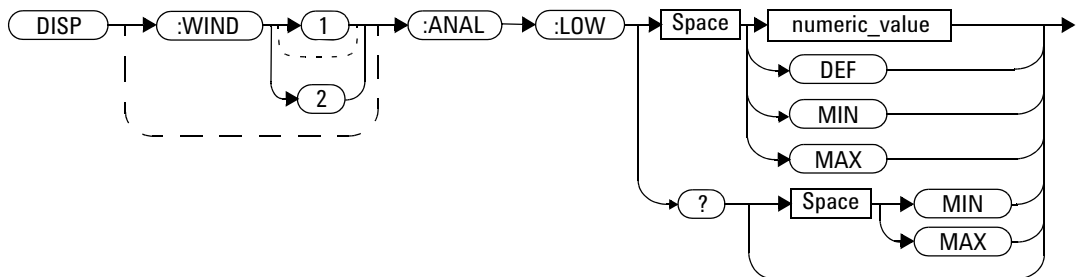 DISP :WIND 1 :ANAL :LOW Space numeric_value
2 DEF
MIN
MAX
? Space MIN
MAX